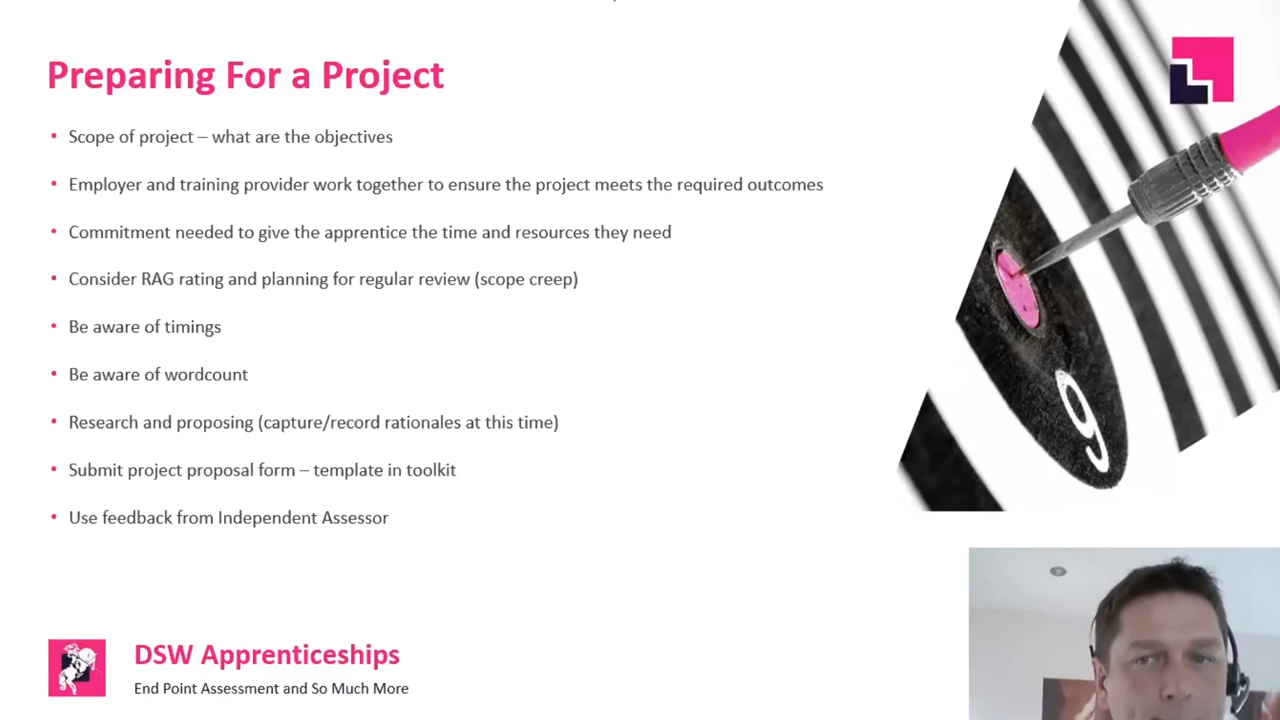 Preparing For a Project
• Scope of project – what are the objectives
• Employer and training provider work together to ensure the project meets the required outcomes
• Commitment needed to give the apprentice the time and resources they need
• Consider RAG rating and planning for regular review (scope creep)
• Be aware of timings
• Be aware of wordcount
• Research and proposing (capture/record rationales at this time)
• Submit project proposal form – template in toolkit
• Use feedback from Independent Assessor
9
DSW Apprenticeships
End Point Assessment and So Much More